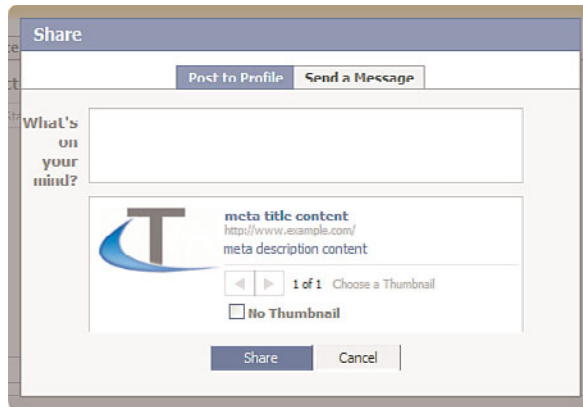 Share
Post to Profile
Send a Message
What's
on
your
mind?
T
meta title content
http://www.example.com/
meta description content
1 of 1 Choose a Thumbnail
No Thumbnail
Share
Cancel